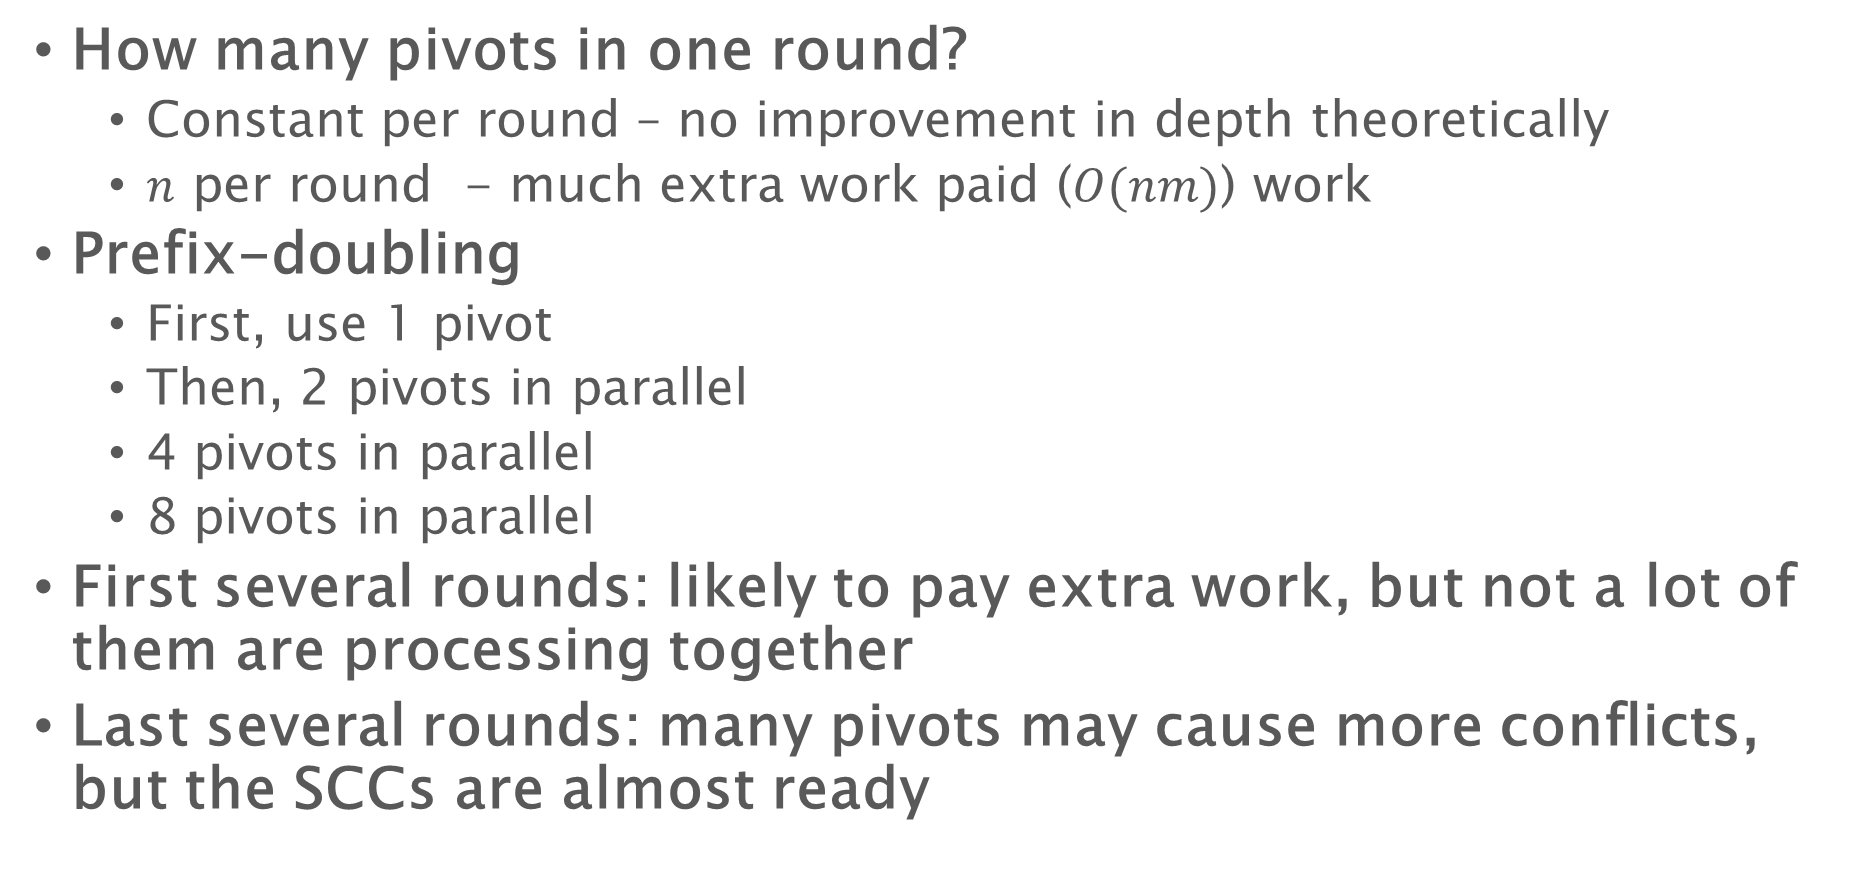 • How many pivots in one round?
• Constant per round – no improvement in depth theoretically
• n per round – much extra work paid (O(nm)) work
• Prefix-doubling
• First, use 1 pivot
• Then, 2 pivots in parallel
• 4 pivots in parallel
• 8 pivots in parallel
• First several rounds: likely to pay extra work, but not a lot of
them are processing together
• Last several rounds: many pivots may cause more conflicts,
but the SCCs are almost ready